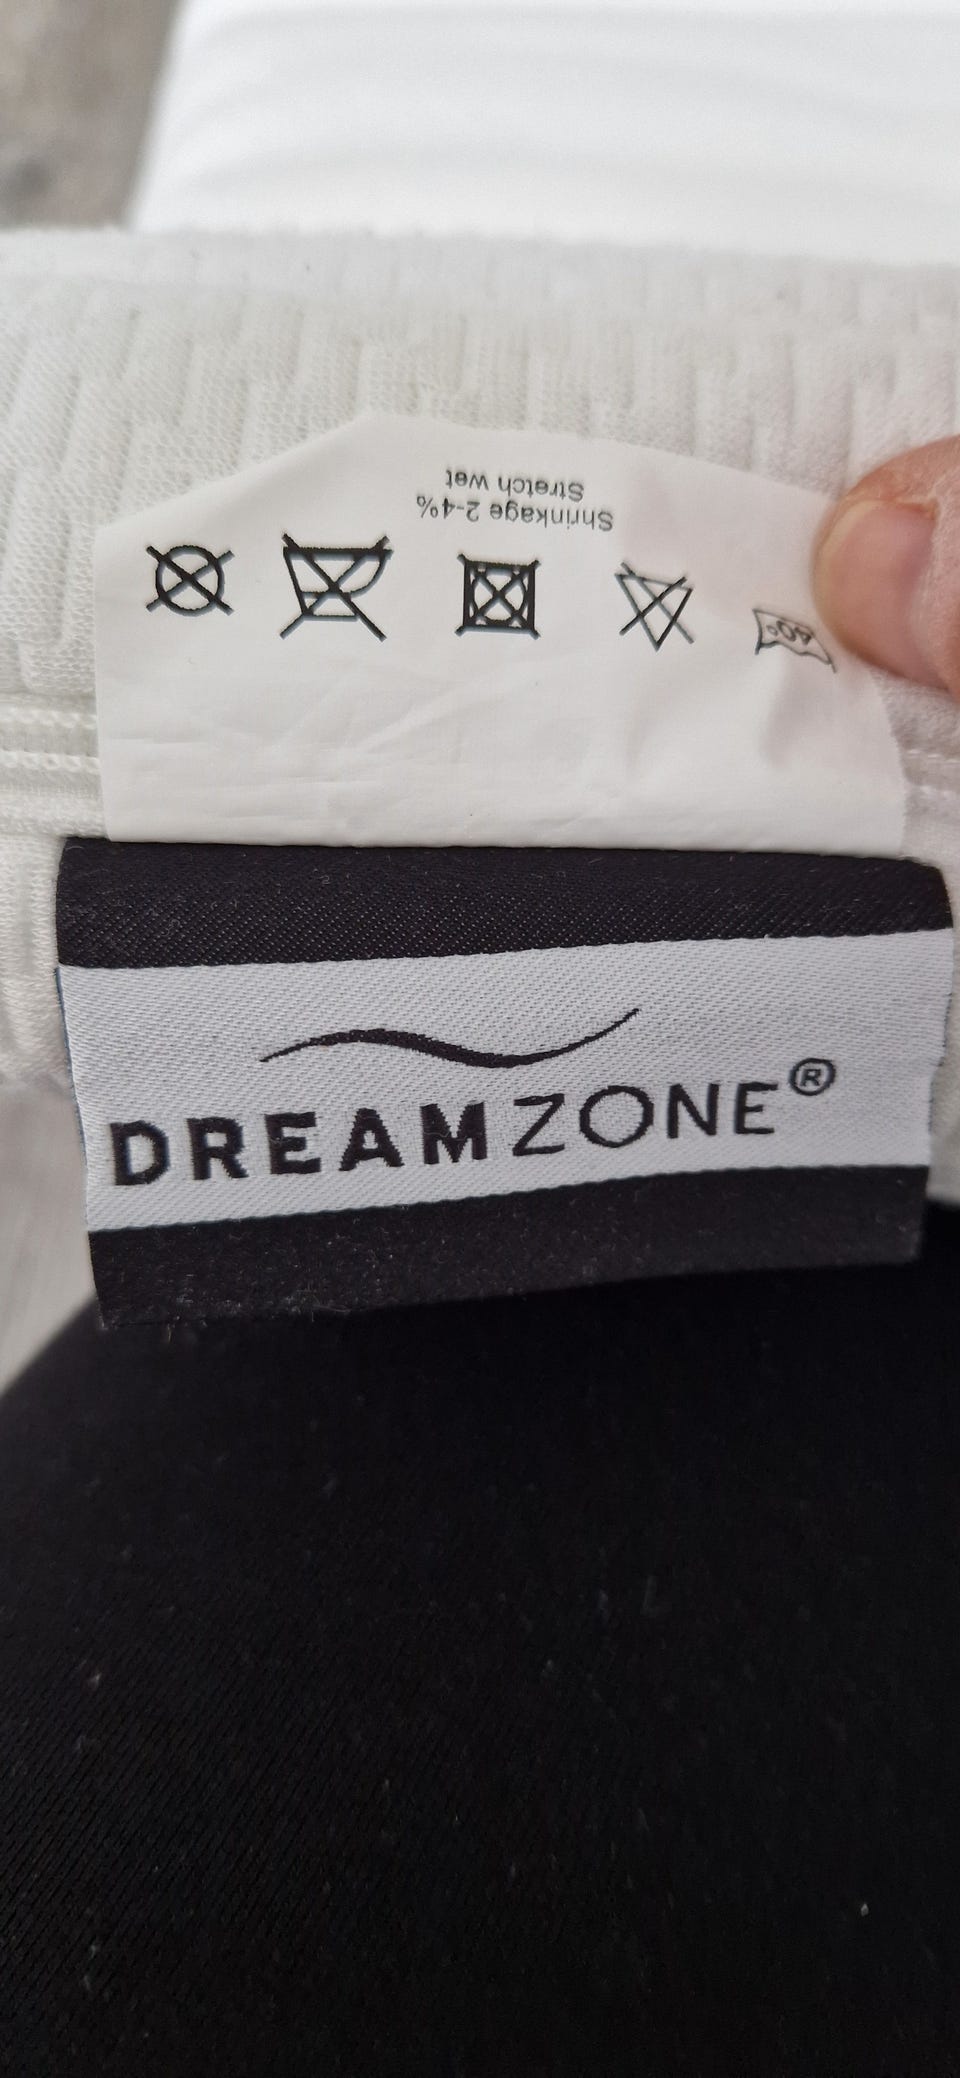 40°
Shrinkage 2-4%
Stretch wet
DREAMZONE®